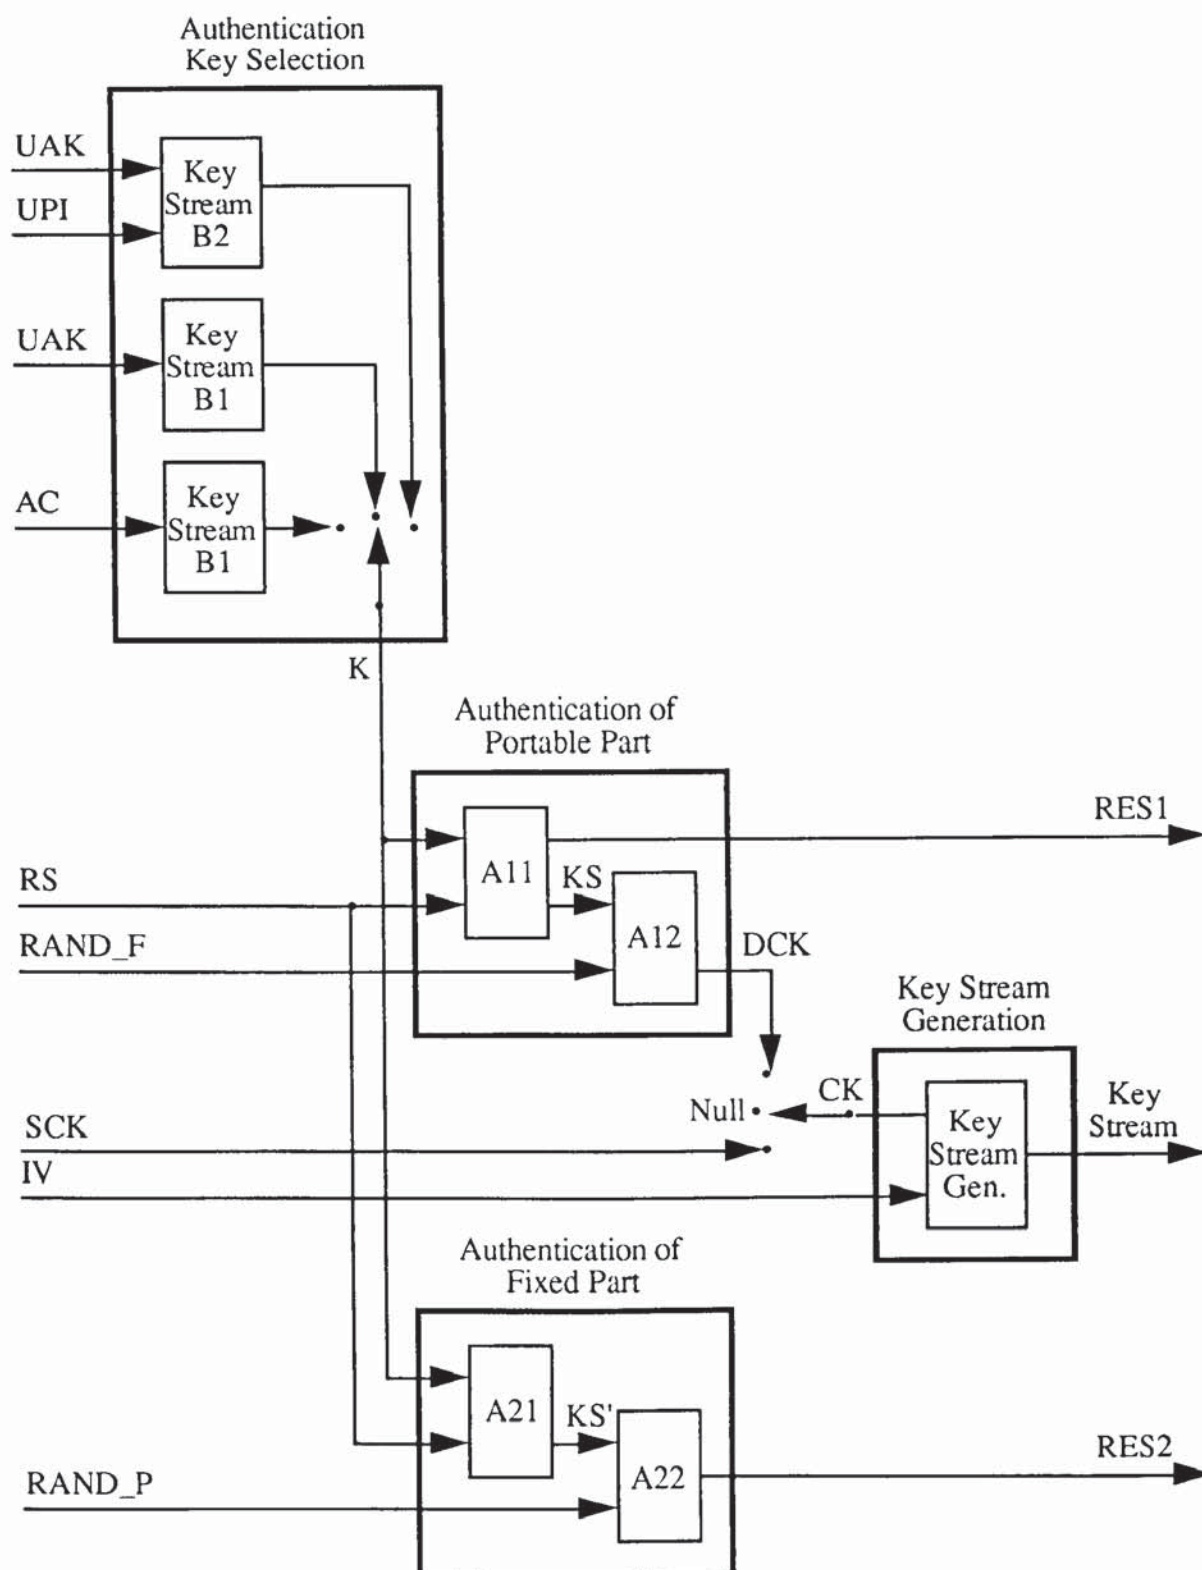 Authentication
Key Selection
UAK
Key
Stream
B2
UPI
UAK
Key
Stream
B1
AC
Key
Stream
B1
K
Authentication of
Portable Part
RES1
A11
KS
RS
A12
RAND_F
DCK
Key Stream
Generation
CK
Null
Key
Stream
Gen.
Key
Stream
SCK
IV
Authentication of
Fixed Part
A21
KS'
A22
RES2
RAND_P